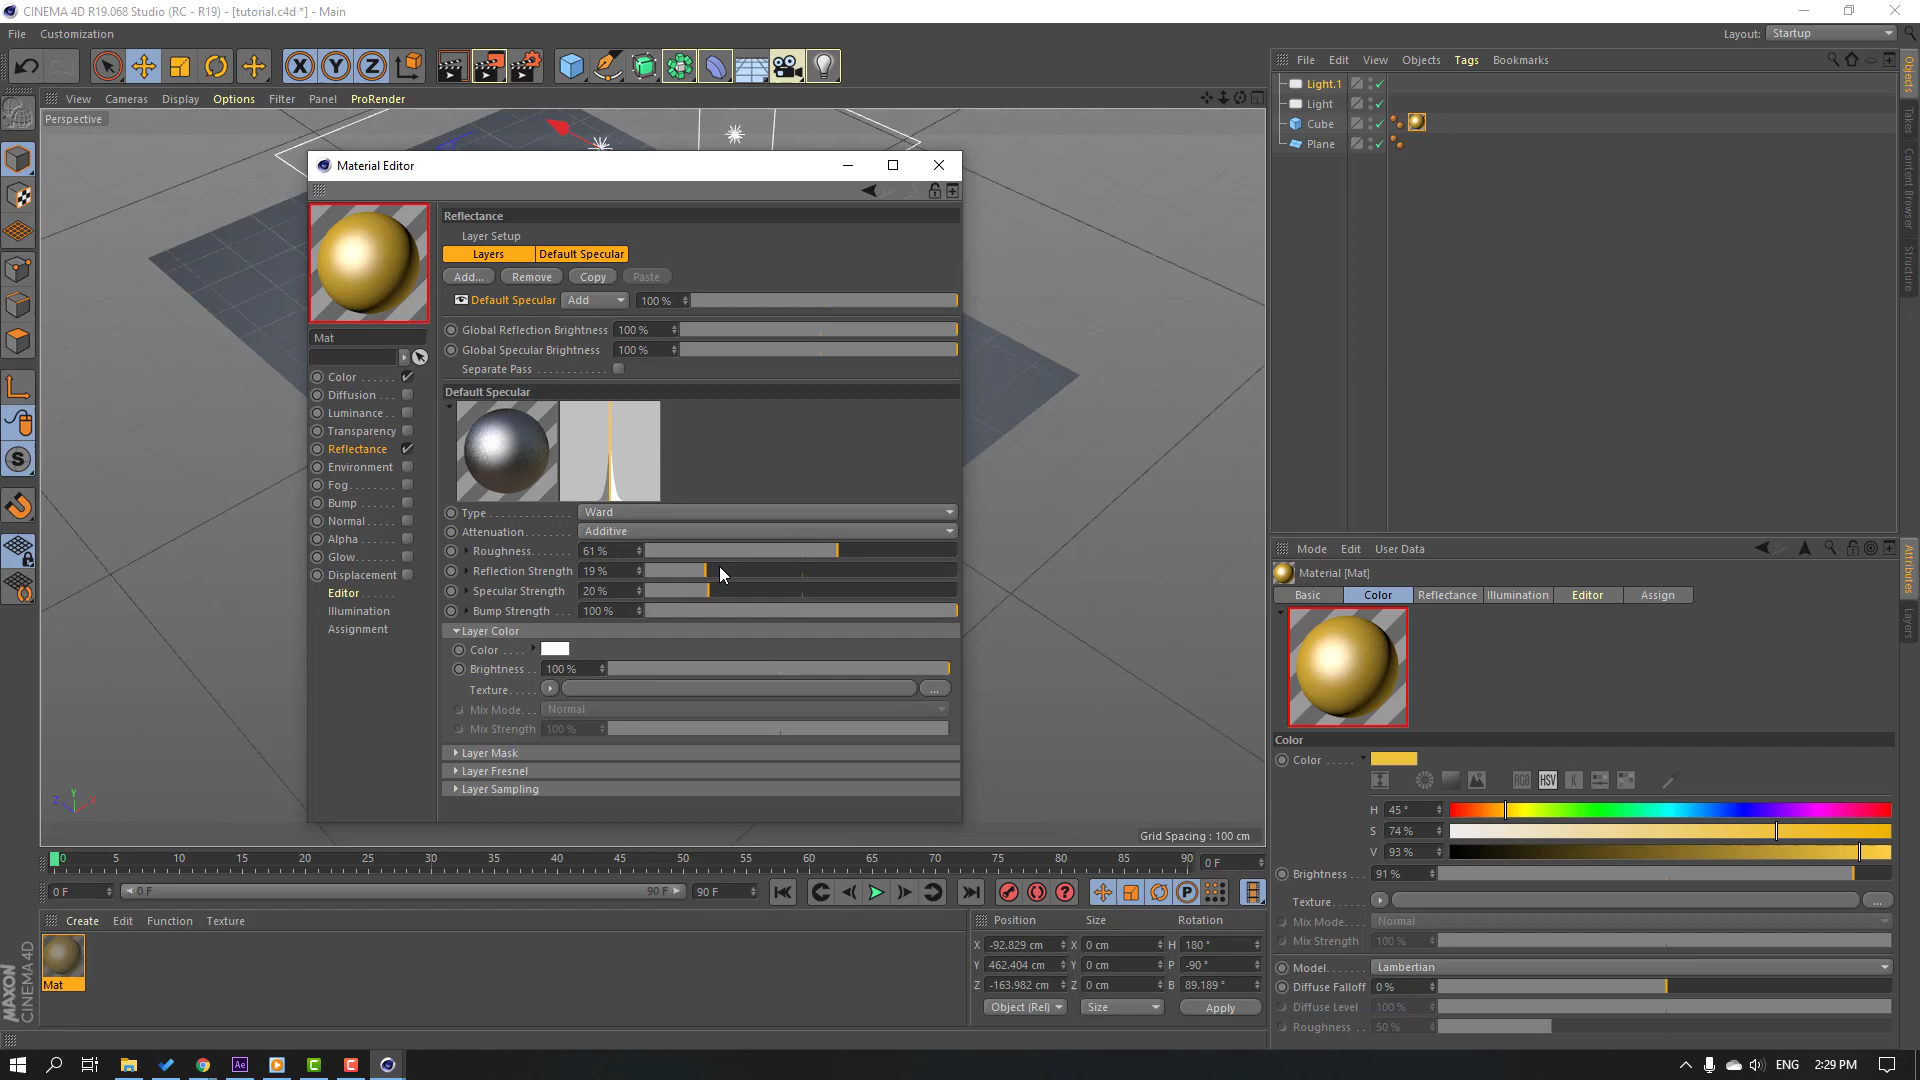 CINEMA 4D R19.068 Studio (RC - R19) - [tutorial.c4d *] - Main
File Customization Layout: Startup
View Cameras Display Options Filter Panel ProRender
Perspective
Material Editor
Reflectance
Layer Setup
Layers Default Specular
Add... Remove Copy Paste
Default Specular Add 100 %
Mat
Global Reflection Brightness 100 %
Global Specular Brightness 100 %
Separate Pass . . . . . . . . . . . .
Color . . . . . .
Diffusion . . .
Luminance . .
Transparency
Reflectance
Environment
Fog . . . . . . . .
Bump . . . . .
Normal . . . . .
Alpha . . . . . .
Glow . . . . . .
Displacement
Editor
Illumination
Assignment
Default Specular
Type . . . . . . . . . . . . . . Ward
Attenuation . . . . . . . Additive
Roughness . . . . . . . 61 %
Reflection Strength 19 %
Specular Strength 20 %
Bump Strength . . . 100 %
Layer Color
Color . . . .
Brightness . . 100 %
Texture . . . . . ...
Mix Mode . . . Normal
Mix Strength 100 %
Layer Mask
Layer Fresnel
Layer Sampling
Grid Spacing : 100 cm
0 5 10 15 20 25 30 35 40 45 50 55 60 65 70 75 80 85 90 0 F
0 F 0 F 90 F 90 F
Create Edit Function Texture
Mat
MAXON
CINEMA 4D
Position Size Rotation
X -92.829 cm X 0 cm H 180 °
Y 462.404 cm Y 0 cm P -90 °
Z -163.982 cm Z 0 cm B 89.189 °
Object (Rel) Size Apply
File Edit View Objects Tags Bookmarks
Light.1
Light
Cube
Plane
Objects
Takes
Content Browser
Structure
Mode Edit User Data
Material [Mat]
Basic Color Reflectance Illumination Editor Assign
Color
Color . . . . .
RGB HSV K
H 45 °
S 74 %
V 93 %
Brightness . . . 91 %
Texture . . . . . ...
Mix Mode . . . . Normal
Mix Strength 100 %
Model . . . . . . . Lambertian
Diffuse Falloff 0 %
Diffuse Level 100 %
Roughness . . 50 %
Attributes
Layers
X Y Z
S
P
Ae
C
C
ENG 2:29 PM